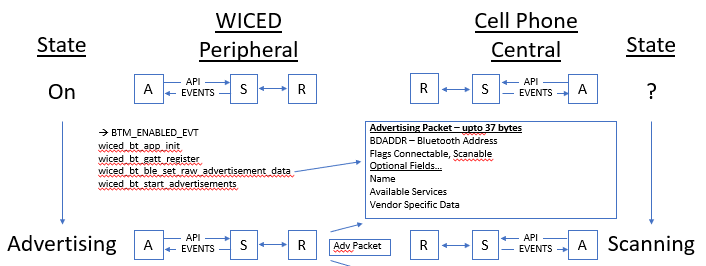 State
WICED
Peripheral
Cell Phone
Central
State
On
A
API
EVENTS
S
R
R
S
API
EVENTS
A
?
→ BTM_ENABLED_EVT
wiced_bt_app_init
wiced_bt_gatt_register
wiced_bt_ble_set_raw_advertisement_data
wiced_bt_start_advertisements
Advertising Packet – upto 37 bytes
BDADDR – Bluetooth Address
Flags Connectable, Scanable
Optional Fields...
Name
Available Services
Vendor Specific Data
Advertising
A
API
EVENTS
S
R
Adv Packet
R
S
API
EVENTS
A
Scanning